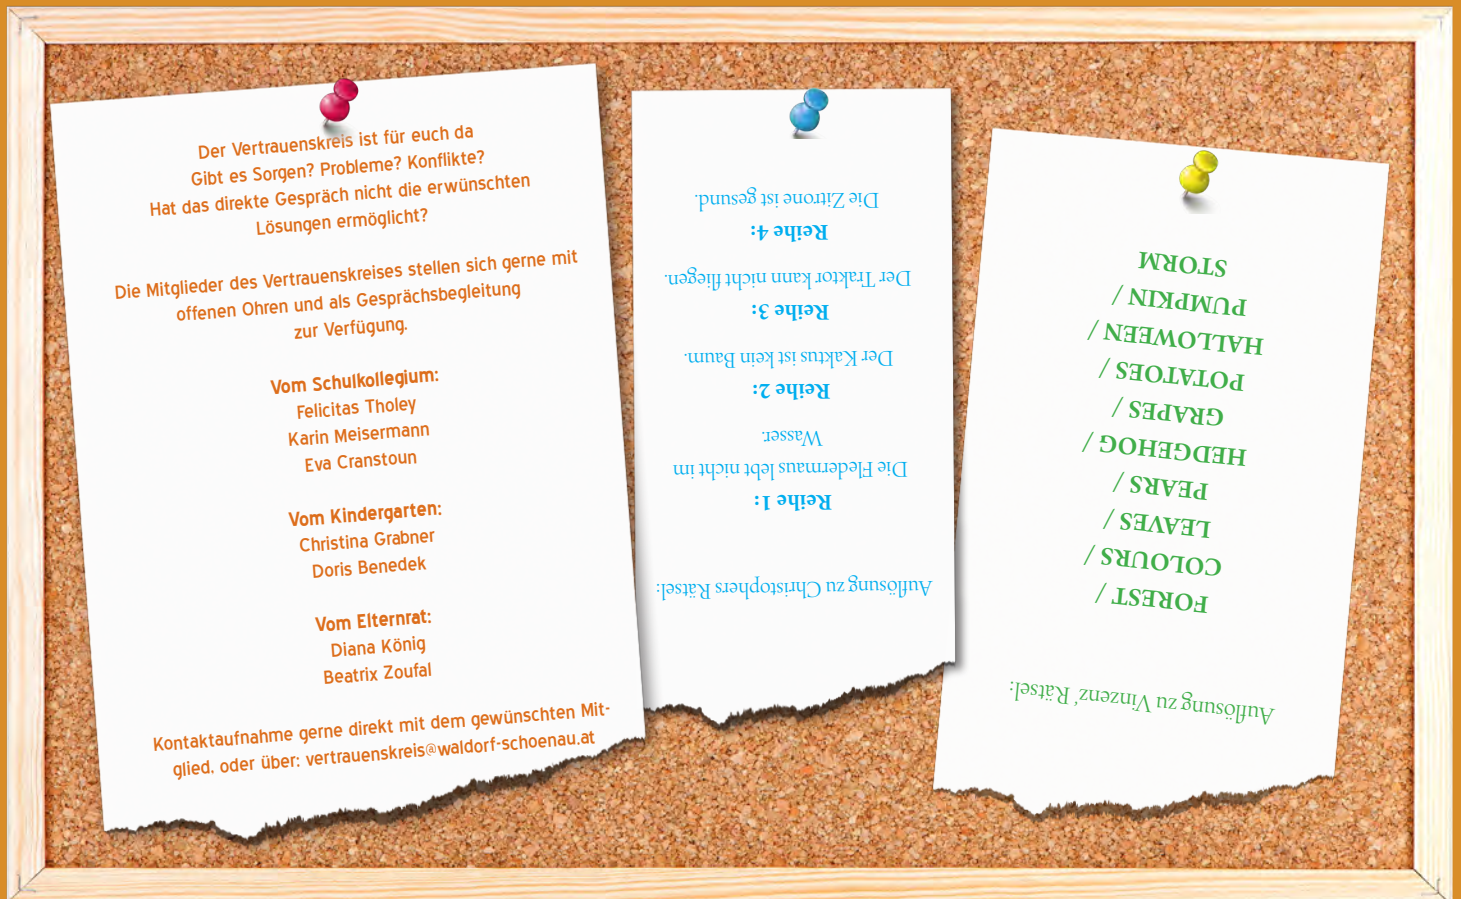 Der Vertrauenskreis ist für euch da
Gibt es Sorgen? Probleme? Konflikte?
Hat das direkte Gespräch nicht die erwünschten
Lösungen ermöglicht?
Die Mitglieder des Vertrauenskreises stellen sich gerne mit
offenen Ohren und als Gesprächsbegleitung
zur Verfügung.
Vom Schulkollegium:
Felicitas Tholey
Karin Meisermann
Eva Cranstoun
Vom Kindergarten:
Christina Grabner
Doris Benedek
Vom Elternrat:
Diana König
Beatrix Zoufal
Kontaktaufnahme gerne direkt mit dem gewünschten Mit-
glied, oder über: vertrauenskreis@waldorf-schoenau.at
Auflösung zu Christophers Rätsel:
Reihe 1:
Die Fledermaus lebt nicht im
Wasser.
Reihe 2:
Der Kaktus ist kein Baum.
Reihe 3:
Der Traktor kann nicht fliegen.
Reihe 4:
Die Zitrone ist gesund.
Auflösung zu Vinzenz’ Rätsel:
FOREST /
COLOURS /
LEAVES /
PEARS /
HEDGEHOG /
GRAPES /
POTATOES /
HALLOWEEN /
PUMPKIN /
STORM